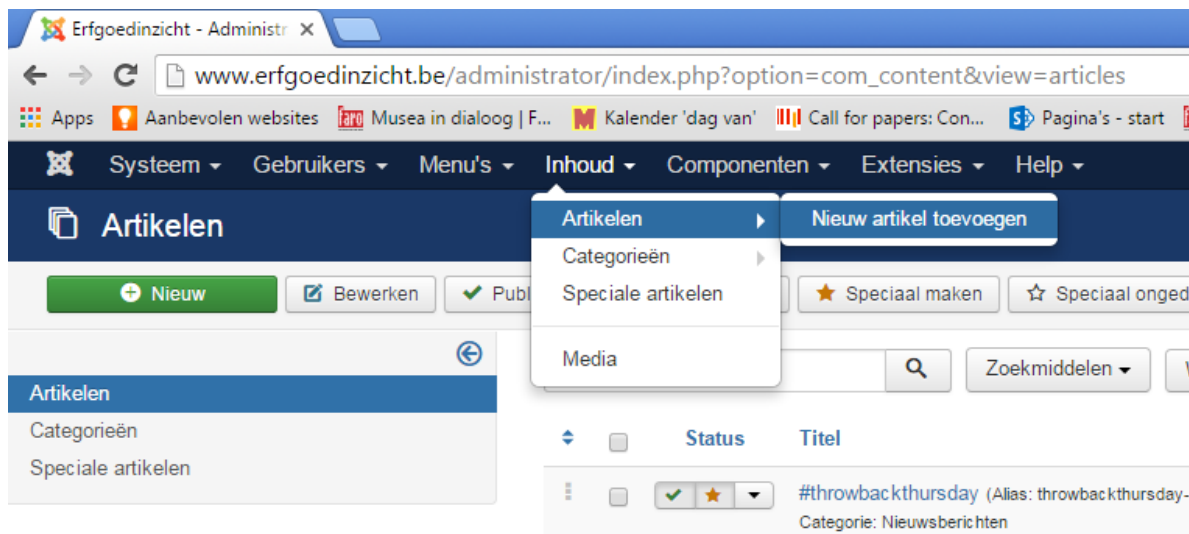 Erfgoedinzicht - Administr
www.erfgoedinzicht.be/administrator/index.php?option=com_content&view=articles
Apps Aanbevolen websites faro Musea in dialoog | F... M Kalender 'dag van' Call for papers: Con... S Pagina's - start
Systeem Gebruikers Menu's Inhoud Componenten Extensies Help
Artikelen
Artikelen Nieuw artikel toevoegen
Categorieën
Speciale artikelen
Media
Nieuw Bewerken Publ Speciaal maken Speciaal onged
Zoekmiddelen
Artikelen
Categorieën
Speciale artikelen
Status Titel
#throwbackthursday (Alias: throwbackthursday-
Categorie: Nieuwsberichten